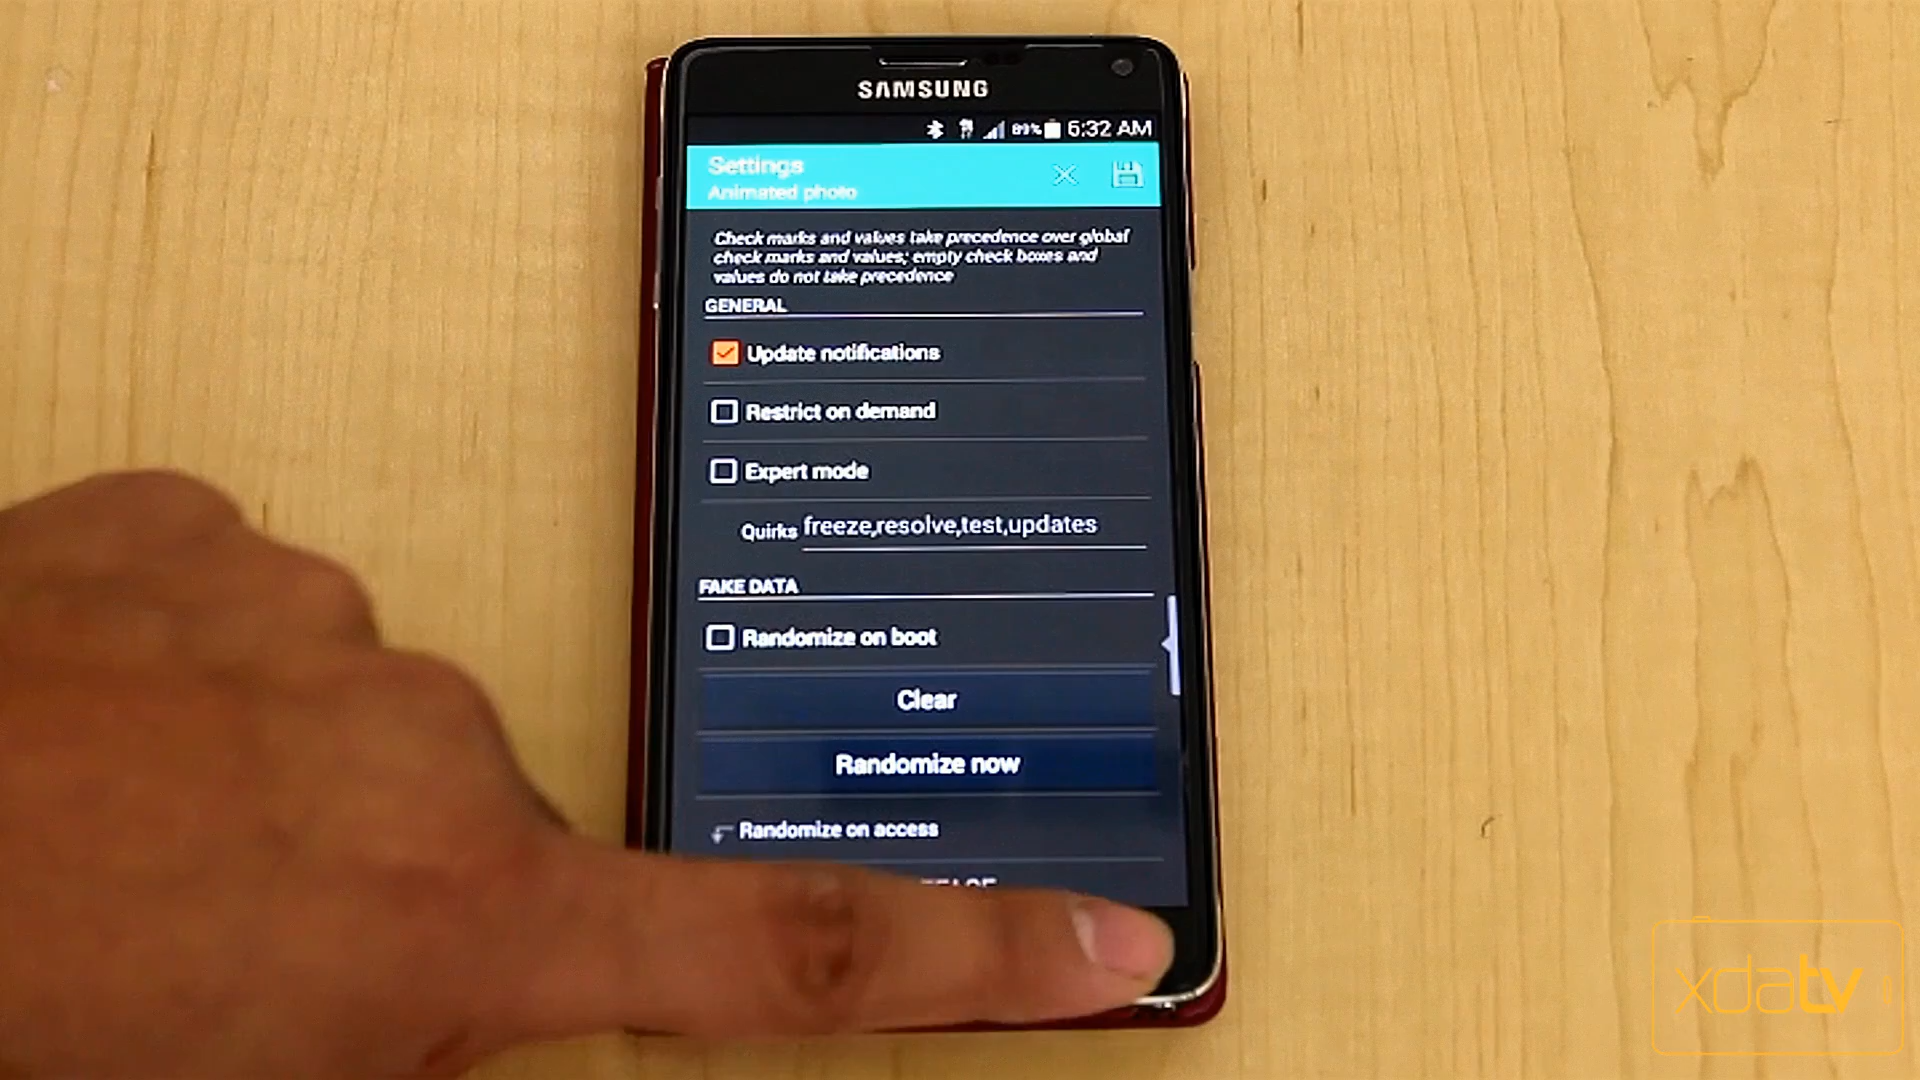 SAMSUNG
89% 6:32 AM
Settings
Animated photo
Check marks and values take precedence over global
check marks and values; empty check boxes and
values do not take precedence
GENERAL
Update notifications
Restrict on demand
Expert mode
Quirks freeze,resolve,test,updates
FAKE DATA
Randomize on boot
Clear
Randomize now
Randomize on access
xdatv